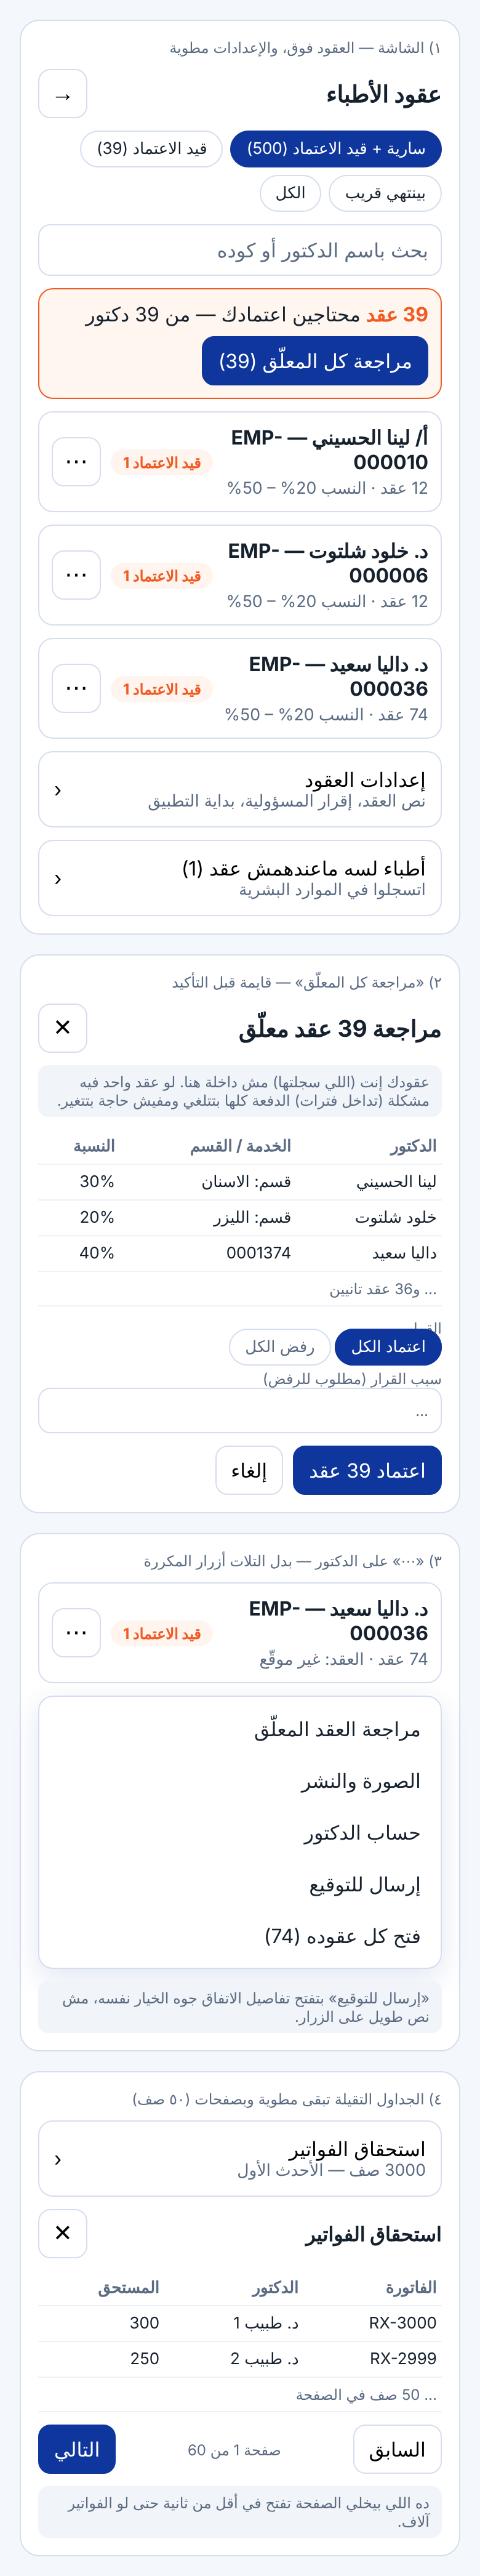 ١) الشاشة — العقود فوق، والإعدادات مطوية
عقود الأطباء
→
سارية + قيد الاعتماد (500)
قيد الاعتماد (39)
بينتهي قريب
الكل
بحث باسم الدكتور أو كوده
39 عقد محتاجين اعتمادك — من 39 دكتور
مراجعة كل المعلّق (39)
أ/ لينا الحسيني — EMP-
000010
12 عقد · النسب 20% – 50%
قيد الاعتماد 1
⋯
د. خلود شلتوت — EMP-
000006
12 عقد · النسب 20% – 50%
قيد الاعتماد 1
⋯
د. داليا سعيد — EMP-
000036
74 عقد · النسب 20% – 50%
قيد الاعتماد 1
⋯
إعدادات العقود
نص العقد، إقرار المسؤولية، بداية التطبيق
‹
أطباء لسه ماعندهمش عقد (1)
اتسجلوا في الموارد البشرية
‹
٢) «مراجعة كل المعلّق» — قايمة قبل التأكيد
مراجعة 39 عقد معلّق
✕
عقودك إنت (اللي سجلتها) مش داخلة هنا. لو عقد واحد فيه
مشكلة (تداخل فترات) الدفعة كلها بتتلغي ومفيش حاجة بتتغير.
الدكتور الخدمة / القسم النسبة
لينا الحسيني قسم: الاسنان 30%
خلود شلتوت قسم: الليزر 20%
داليا سعيد 0001374 40%
... و36 عقد تانيين
اعتماد الكل
رفض الكل
سبب القرار (مطلوب للرفض)
...
اعتماد 39 عقد
إلغاء
٣) «⋯» على الدكتور — بدل التلات أزرار المكررة
د. داليا سعيد — EMP-
000036
74 عقد · العقد: غير موقّع
قيد الاعتماد 1
⋯
مراجعة العقد المعلّق
الصورة والنشر
حساب الدكتور
إرسال للتوقيع
فتح كل عقوده (74)
«إرسال للتوقيع» بتفتح تفاصيل الاتفاق جوه الخيار نفسه، مش
نص طويل على الزرار.
٤) الجداول التقيلة تبقى مطوية وبصفحات (٥٠ صف)
استحقاق الفواتير
3000 صف — الأحدث الأول
‹
استحقاق الفواتير
✕
الفاتورة الدكتور المستحق
RX-3000 د. طبيب 1 300
RX-2999 د. طبيب 2 250
... 50 صف في الصفحة
السابق
صفحة 1 من 60
التالي
ده اللي بيخلي الصفحة تفتح في أقل من ثانية حتى لو الفواتير
آلاف.